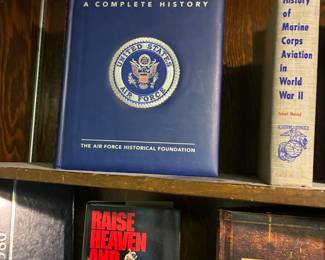 A COMPLETE HISTORY
UNITED STATES
AIR FORCE
THE AIR FORCE HISTORICAL FOUNDATION
History
of
Marine
Corps
Aviation
in
World
War II
RAISE
HEAVEN
AND